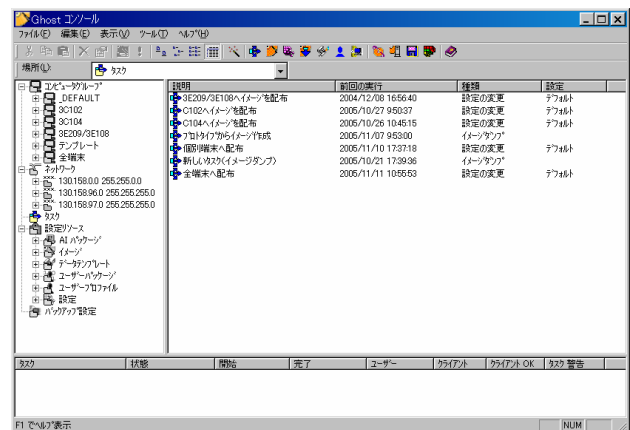 Ghost コンソール
ファイル(F) 編集(E) 表示(V) ツール(T) ヘルプ(H)
場所(L): タスク
コンピュータグループ
_DEFAULT
3C102
3C104
3E209/3E108
テンプレート
全端末
ネットワーク
130.158.0.0 255.255.0.0
130.158.96.0 255.255.255.0
130.158.97.0 255.255.255.0
タスク
設定リソース
AI パッケージ
イメージ
データテンプレート
ユーザーパッケージ
ユーザープロファイル
設定
バックアップ設定
説明 前回の実行 種類 設定
3E209/3E108へイメージを配布 2004/12/08 16:56:40 設定の変更 デフォルト
C102へイメージを配布 2005/10/27 9:50:37 設定の変更 デフォルト
C104へイメージを配布 2005/10/26 10:45:15 設定の変更 デフォルト
プロトタイプからイメージ作成 2005/11/07 9:53:00 イメージダンプ
個別端末へ配布 2005/11/10 17:37:18 設定の変更 デフォルト
新しいタスク(イメージダンプ) 2005/10/21 17:39:36 イメージダンプ
全端末へ配布 2005/11/11 10:55:53 設定の変更 デフォルト
タスク 状態 開始 完了 ユーザー クライアント クライアント OK タスク 警告
F1 でヘルプ表示 NUM